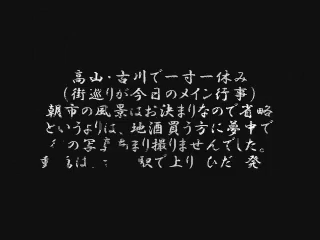 高山・古川で一寸一休み
(街巡りが今日のメイン行事)
朝市の風景はお決まりなので省略
というよりは、地酒買う方に夢中で
の写真あまり撮りませんでした。
は、駅で上りひだ発